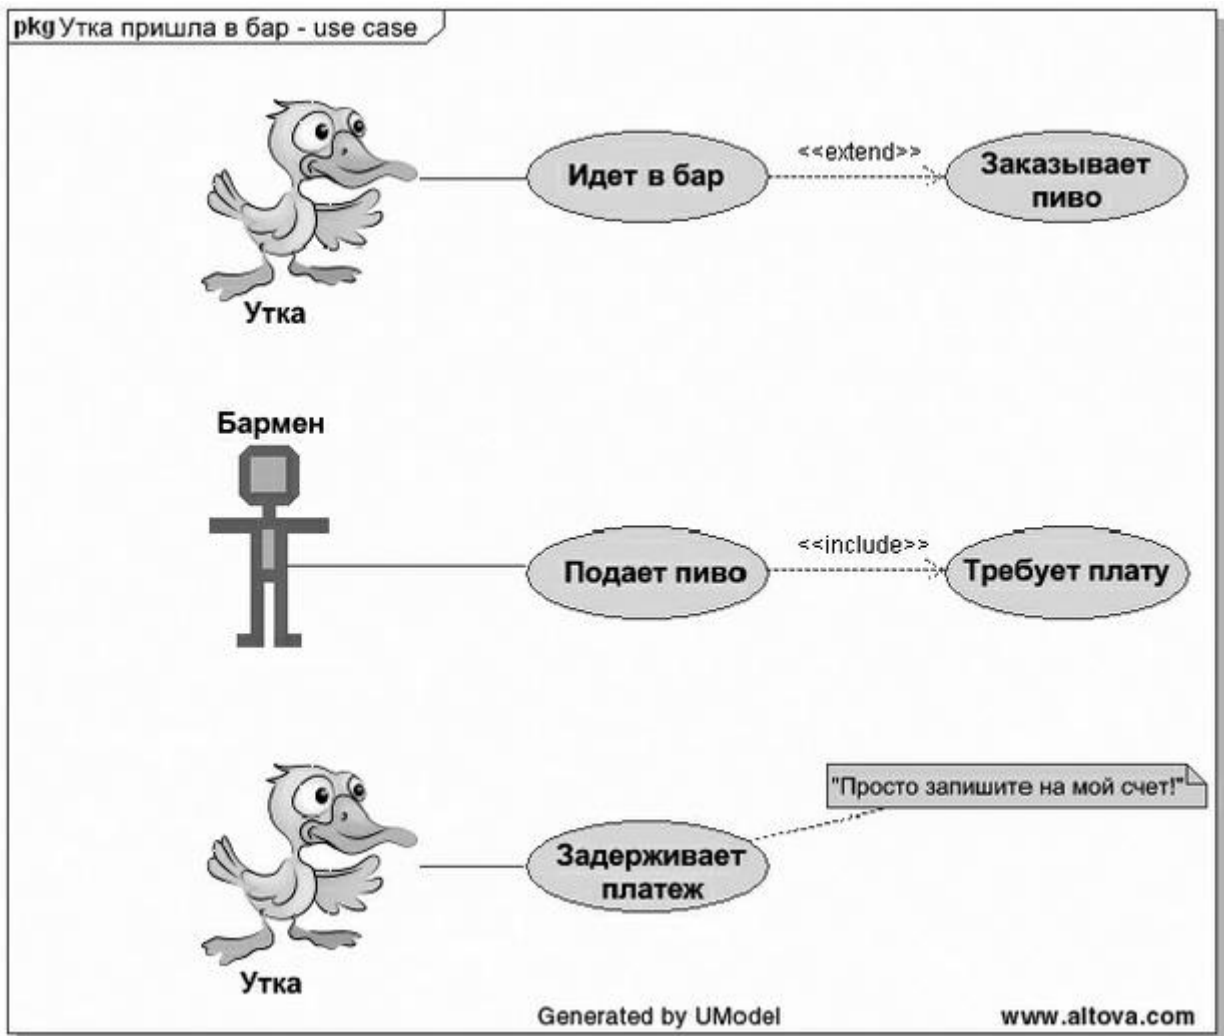 pkg Утка пришла в бар - use case
Идет в бар
<<extend>>
Заказывает
пиво
Утка
Бармен
Подает пиво
<<include>>
Требует плату
"Просто запишите на мой счет!"
Задерживает
платеж
Утка
Generated by UModel
www.altova.com